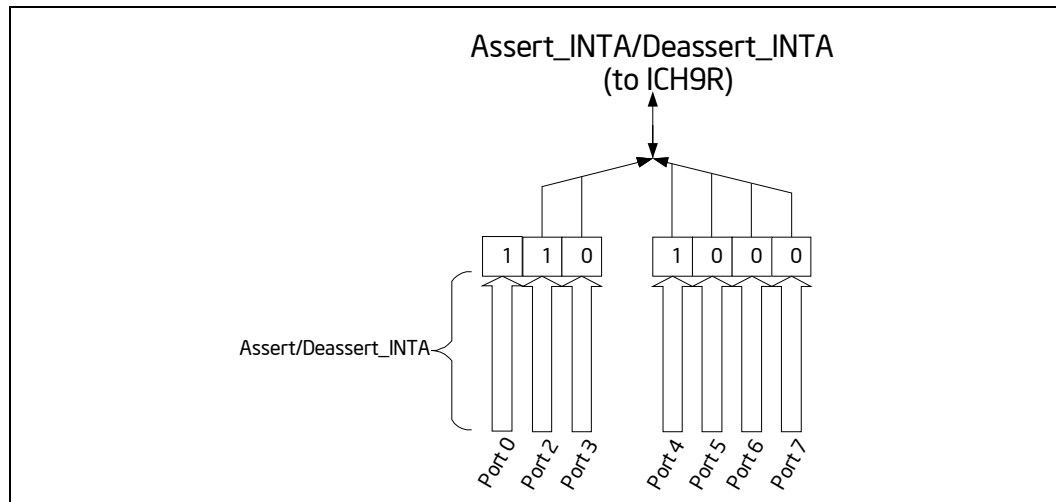 Assert_INTA/Deassert_INTA
(to ICH9R)
1 1 0 1 0 0 0
Assert/Deassert_INTA
Port 0 Port 2 Port 3 Port 4 Port 5 Port 6 Port 7